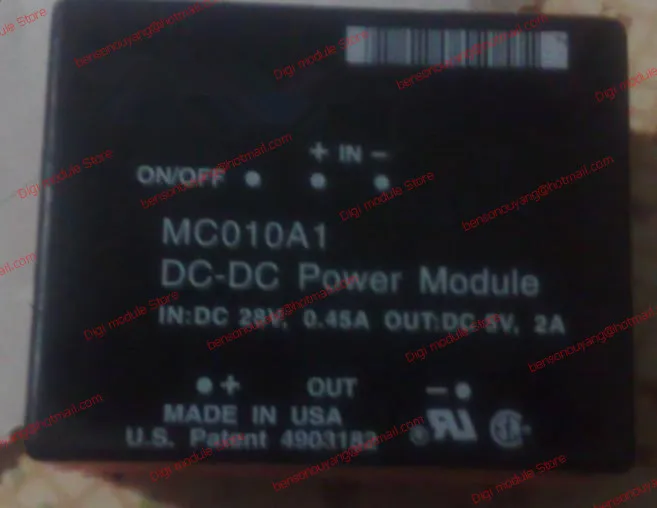 + IN −
ON/OFF
MC010A1
DC-DC Power Module
IN:DC 28V, 0.45A OUT:DC 5V, 2A
+ OUT −
MADE IN USA
U.S. Patent 4903182
Digi module Store
bensonouyang@hotmail.com